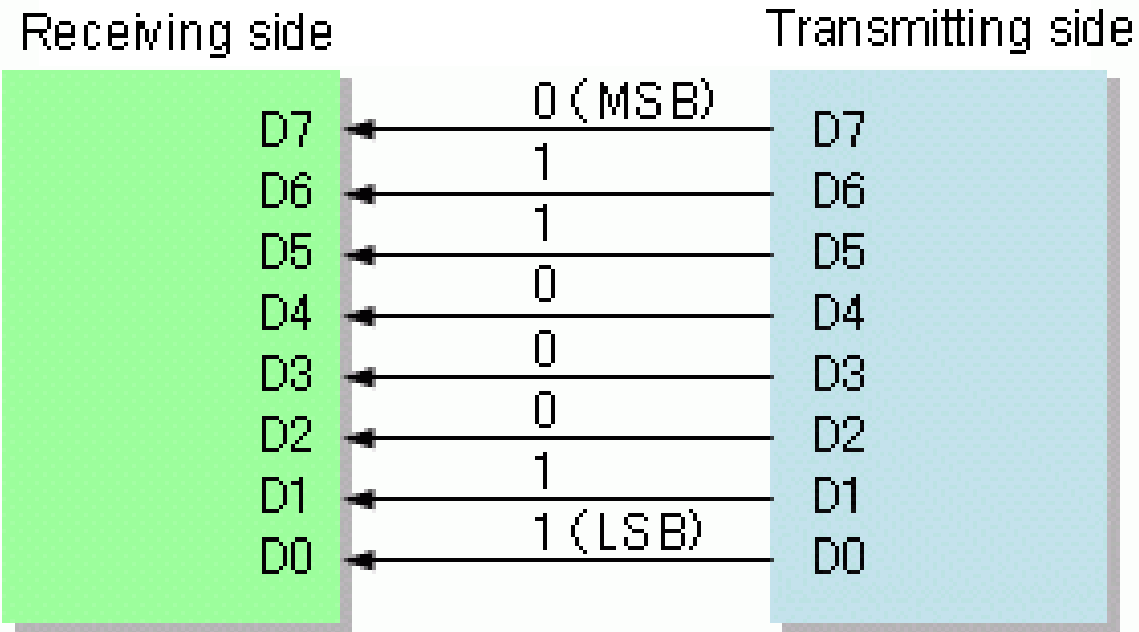 Receiving side Transmitting side
0(MSB)
D7 D7
1
D6 D6
1
D5 D5
0
D4 D4
0
D3 D3
0
D2 D2
1
D1 D1
1(LSB)
D0 D0